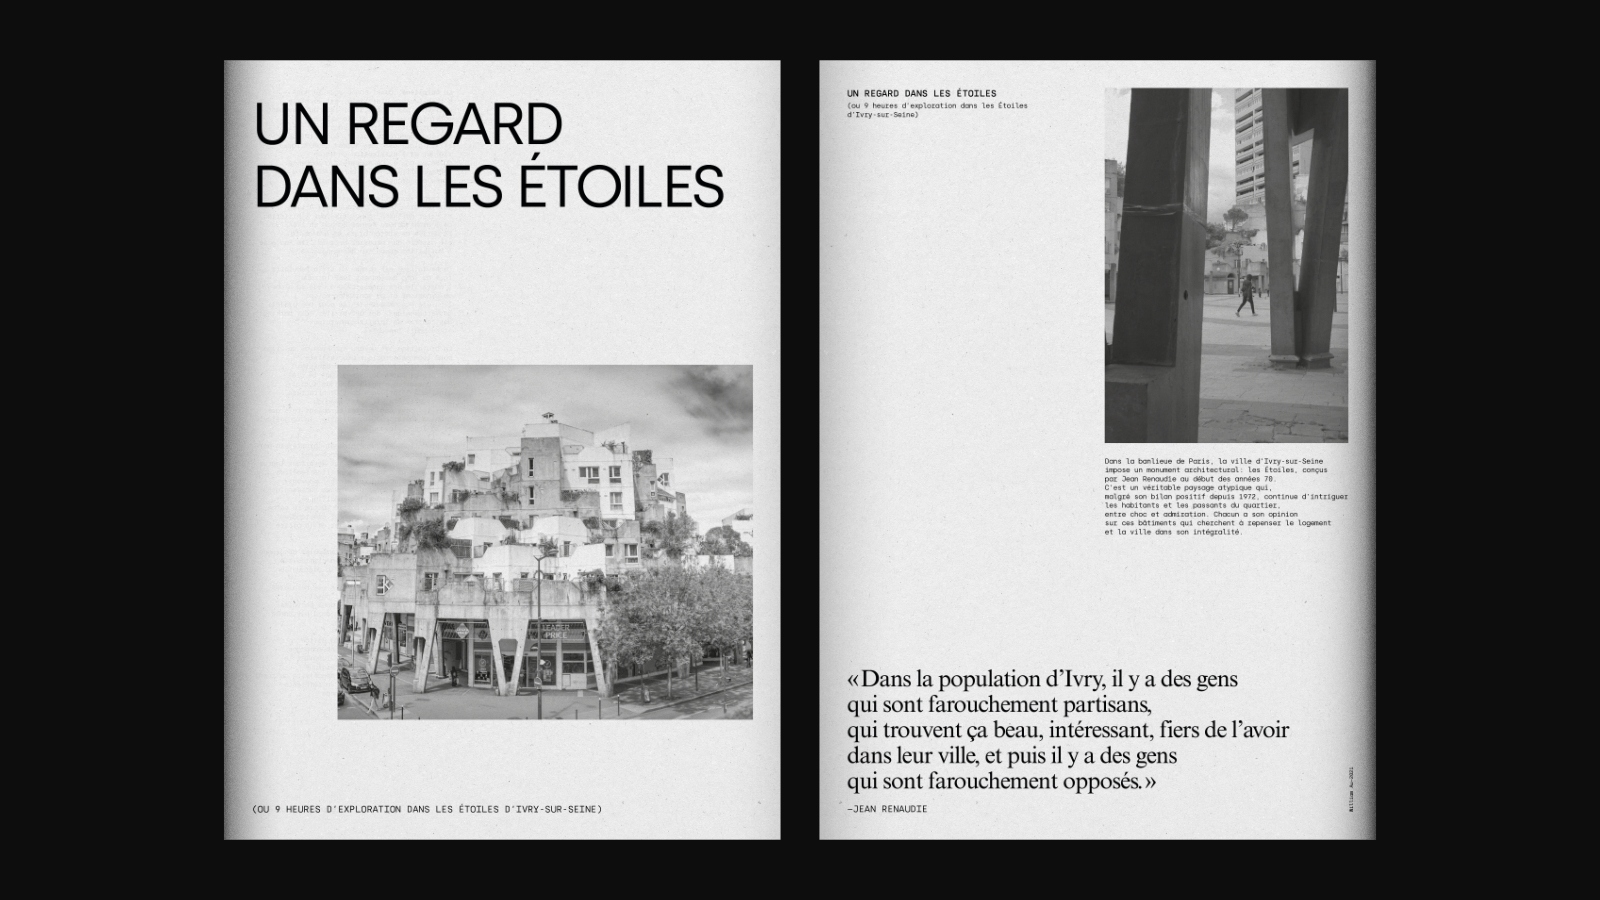 UN REGARD
DANS LES ÉTOILES
LEADER
PRICE
(OU 9 HEURES D'EXPLORATION DANS LES ÉTOILES D'IVRY-SUR-SEINE)
UN REGARD DANS LES ÉTOILES
(ou 9 heures d'exploration dans les Étoiles
d'Ivry-sur-Seine)
Dans la banlieue de Paris, la ville d'Ivry-sur-Seine
impose un monument architectural: les Étoiles, conçus
par Jean Renaudie au début des années 70.
C'est un véritable paysage atypique qui,
malgré son bilan positif depuis 1972, continue d'intriguer
les habitants et les passants du quartier,
entre choc et admiration. Chacun a son opinion
sur ces bâtiments qui cherchent à repenser le logement
et la ville dans son intégralité.
«Dans la population d’Ivry, il y a des gens
qui sont farouchement partisans,
qui trouvent ça beau, intéressant, fiers de l’avoir
dans leur ville, et puis il y a des gens
qui sont farouchement opposés.»
—JEAN RENAUDIE
William Au—2021